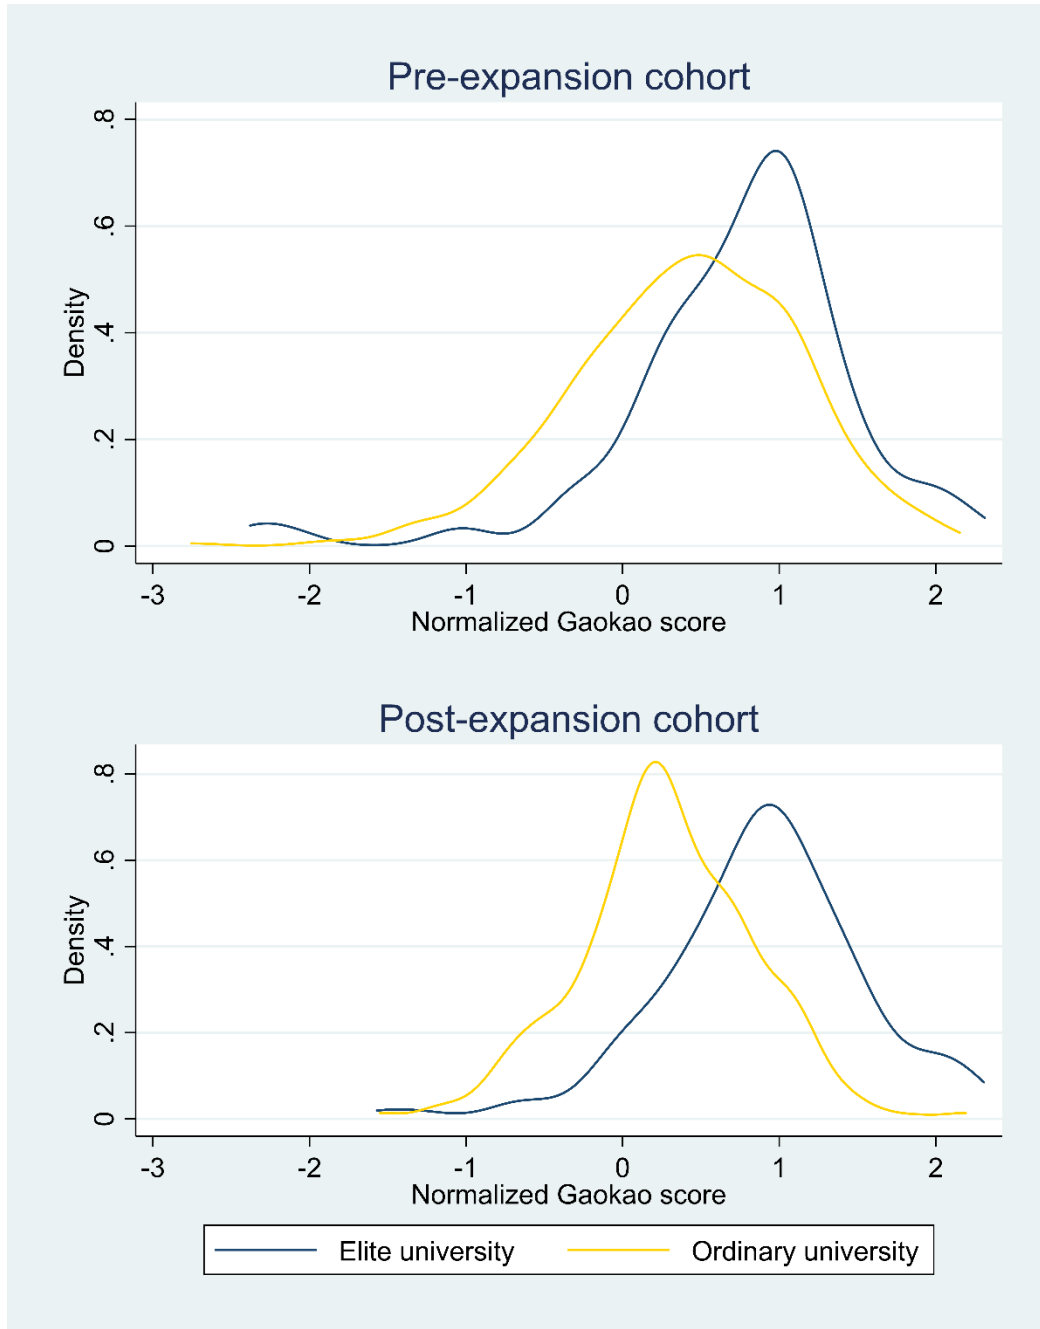 Pre-expansion cohort
.8
.6
.4
.2
0
Density
-3 -2 -1 0 1 2
Normalized Gaokao score
Post-expansion cohort
.8
.6
.4
.2
0
Density
-3 -2 -1 0 1 2
Normalized Gaokao score
Elite university Ordinary university